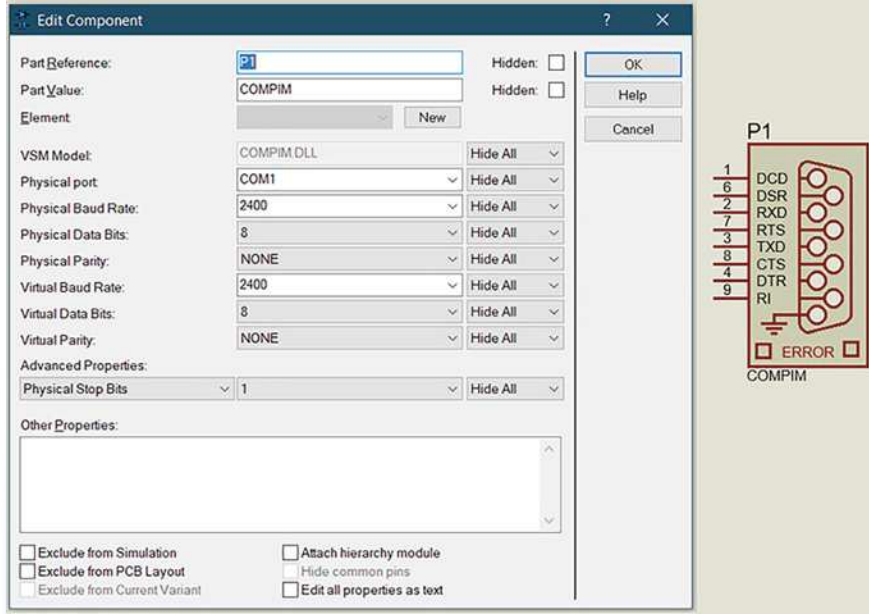 Edit Component
? ×
Part Reference: P1 Hidden:
Part Value: COMPIM Hidden:
Element: New
VSM Model: COMPIM.DLL Hide All
Physical port: COM1 Hide All
Physical Baud Rate: 2400 Hide All
Physical Data Bits: 8 Hide All
Physical Parity: NONE Hide All
Virtual Baud Rate: 2400 Hide All
Virtual Data Bits: 8 Hide All
Virtual Parity: NONE Hide All
Advanced Properties:
Physical Stop Bits 1 Hide All
Other Properties:
Exclude from Simulation Attach hierarchy module
Exclude from PCB Layout Hide common pins
Exclude from Current Variant Edit all properties as text
OK
Help
Cancel
P1
1 DCD
6 DSR
2 RXD
7 RTS
3 TXD
8 CTS
4 DTR
9 RI
ERROR
COMPIM